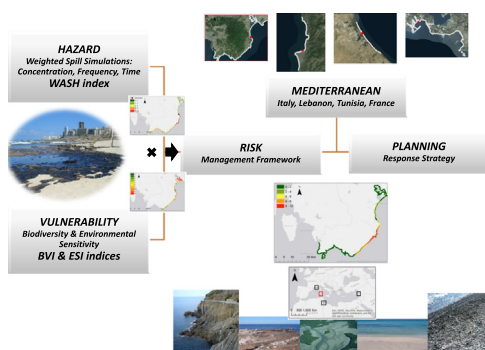 HAZARD
Weighted Spill Simulations:
Concentration, Frequency, Time
WASH index
MEDITERRANEAN
Italy, Lebanon, Tunisia, France
RISK
Management Framework
PLANNING
Response Strategy
VULNERABILITY
Biodiversity & Environmental
Sensitivity
BVI & ESI indices